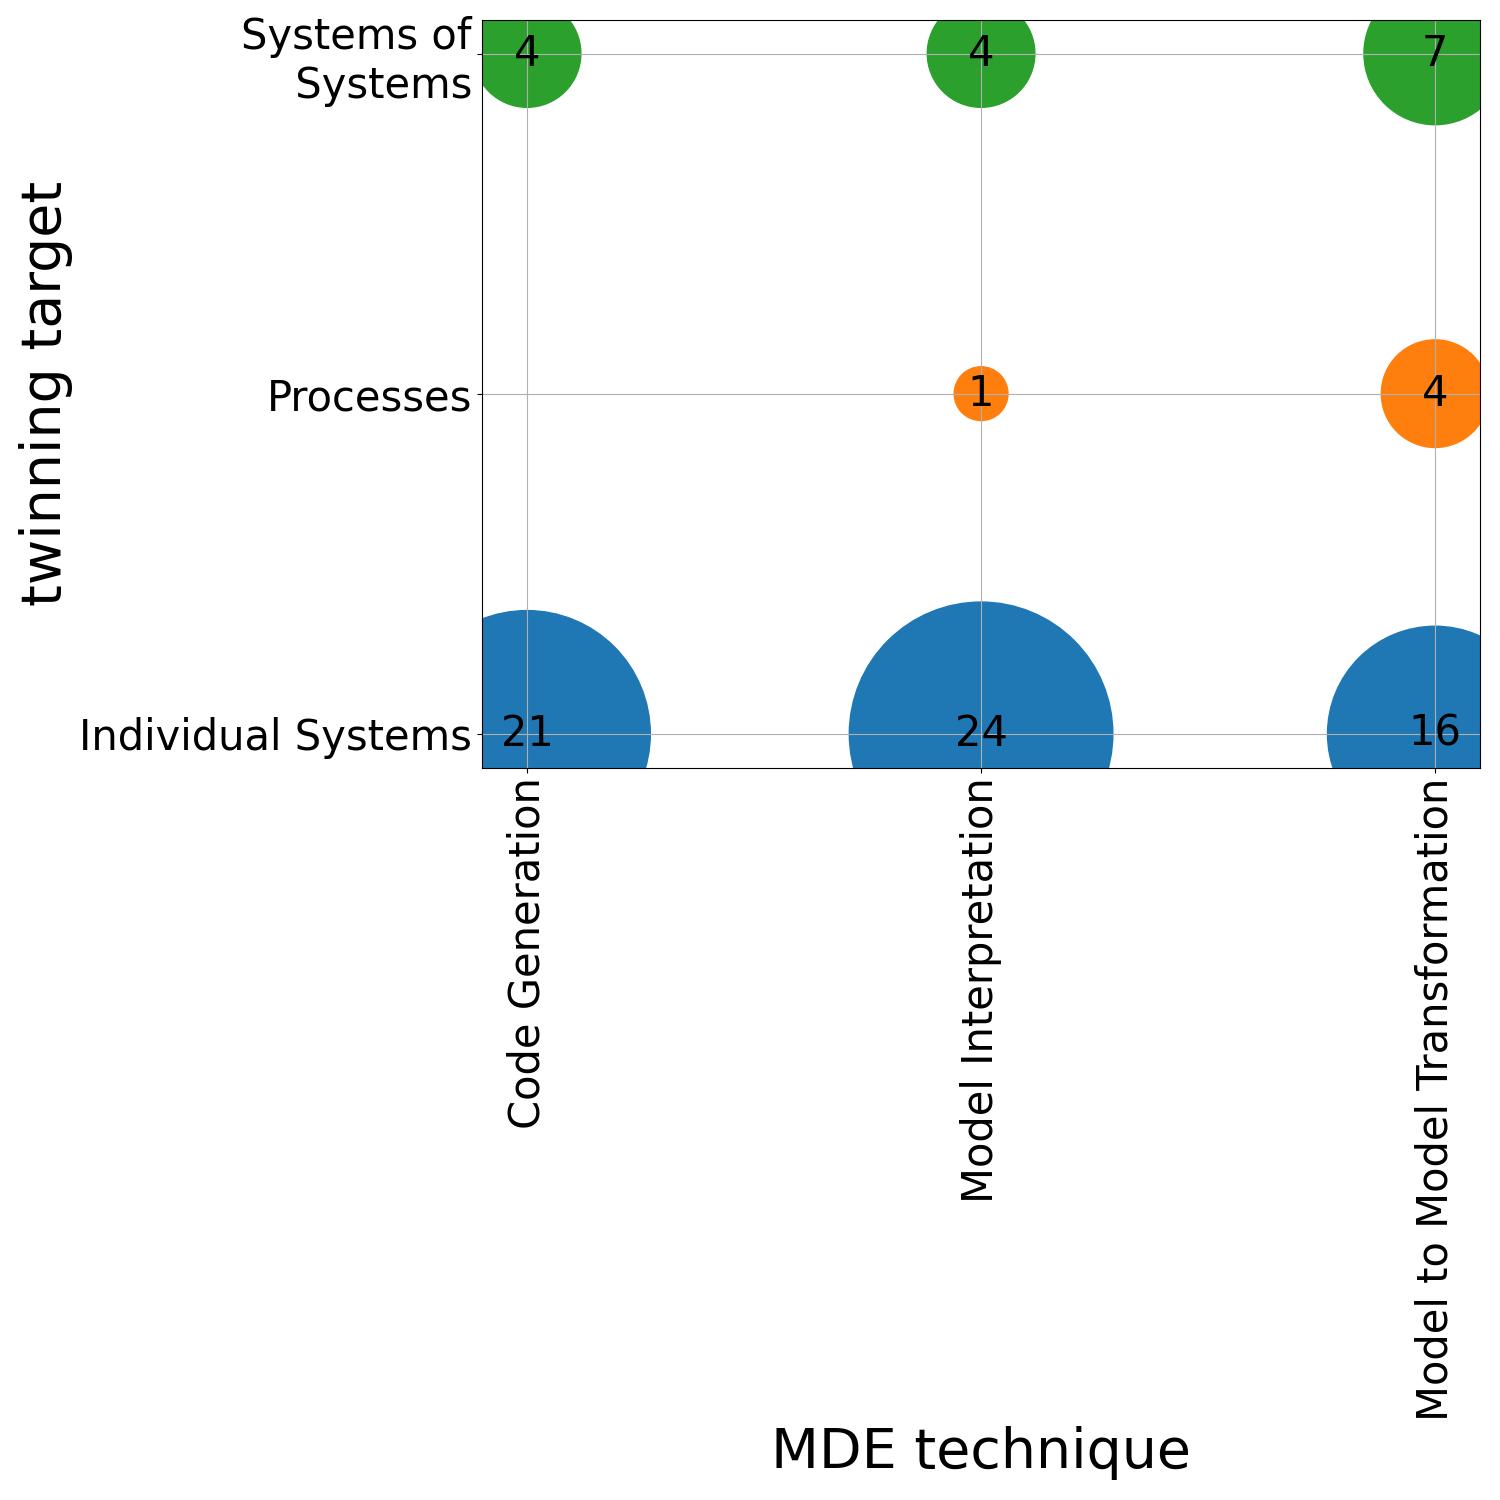 Systems of
Systems
4
4
7
twinning target
Processes
1
4
Individual Systems
21
24
16
Code Generation
Model Interpretation
Model to Model Transformation
MDE technique